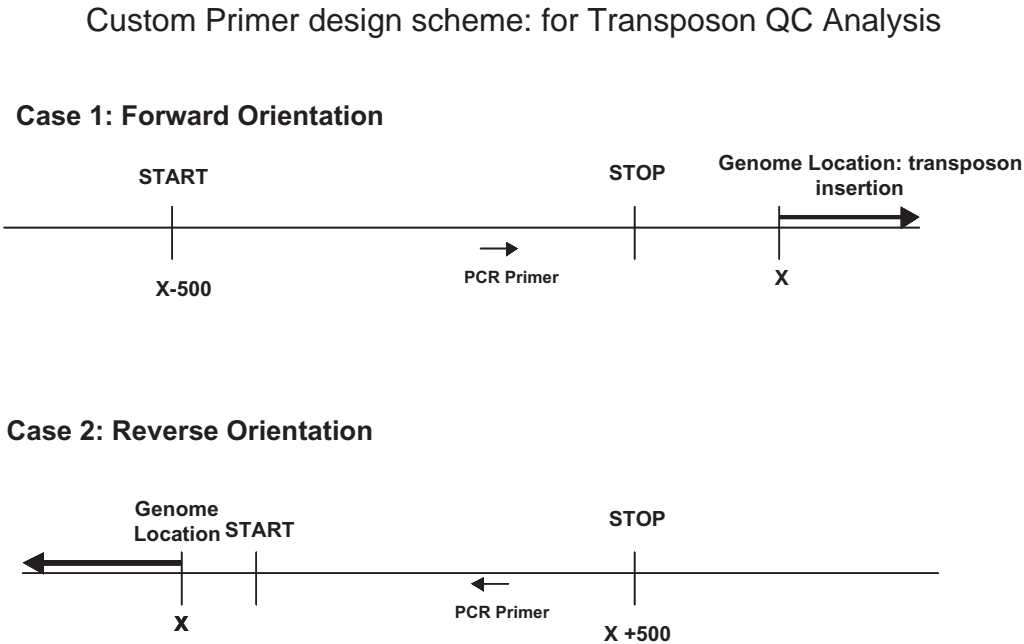 Custom Primer design scheme: for Transposon QC Analysis
Case 1: Forward Orientation
START
STOP
Genome Location: transposon
insertion
PCR Primer
X-500
X
Case 2: Reverse Orientation
Genome
Location
START
STOP
PCR Primer
X
X +500